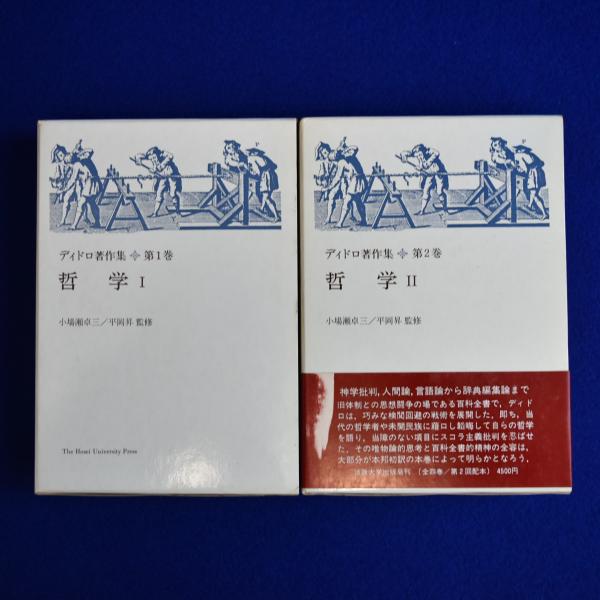 ディドロ著作集 第1巻
哲 学 I
小場瀬卓三/平岡昇 監修
The Hosei University Press
ディドロ著作集 第2巻
哲 学 II
小場瀬卓三/平岡昇 監修
神学批判,人間論,言語論から辞典編集論まで
旧体制との思想闘争の場である百科全書で,ディド
ロは,巧みな検閲回避の戦術を展開した.即ち,当
代の哲学者や未開民族に藉口し韜晦して自らの哲学
を語り,当障のない項目にスコラ主義批判を忍ばせ
た.その唯物論的思考と百科全書的精神の全容は,
大部分が本邦初訳の本巻によって明らかとなろう.
法政大学出版局刊 〔全四巻/第2回配本〕 4500円